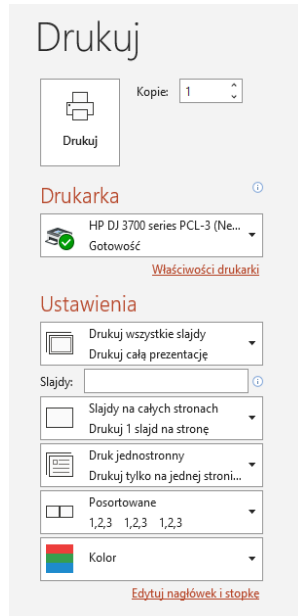 Drukuj
Kopie: 1
Drukuj
Drukarka
HP DJ 3700 series PCL-3 (Ne...
Gotowość
Właściwości drukarki
Ustawienia
Drukuj wszystkie slajdy
Drukuj całą prezentację
Slajdy:
Slajdy na całych stronach
Drukuj 1 slajd na stronę
Druk jednostronny
Drukuj tylko na jednej stroni...
Posortowane
1,2,3 1,2,3 1,2,3
Kolor
Edytuj nagłówek i stopkę